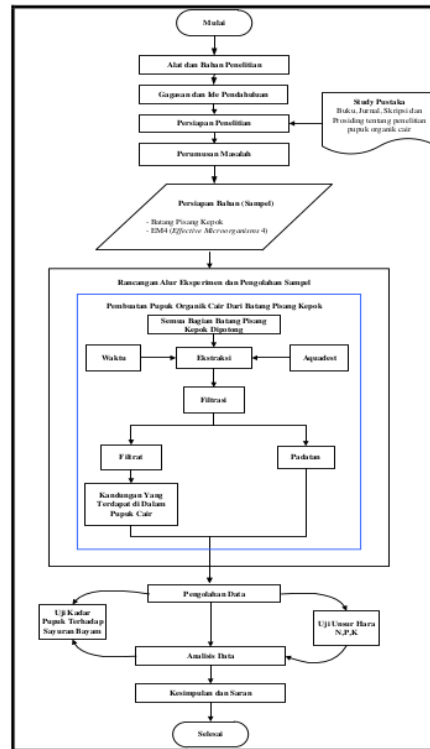 Mulai
Alat dan Bahan Penelitian
Gagasan dan Ide Pendahuluan
Persiapan Penelitian
Study Pustaka
Buku, Jurnal, Skripsi dan
Prosiding tentang penelitian
pupuk organik cair
Perumusan Masalah
Persiapan Bahan (Sampel)
- Batang Pisang Kepok
- EM4 (Effective Microorganisms 4)
Rancangan Alur Eksperimen dan Pengolahan Sampel
Pembuatan Pupuk Organik Cair Dari Batang Pisang Kepok
Semua Bagian Batang Pisang
Kepok Dipotong
Waktu
Ekstraksi
Aquadest
Filtrasi
Filtrat
Padatan
Kandungan Yang
Terdapat di Dalam
Pupuk Cair
Pengolahan Data
Uji Kadar
Pupuk Terhadap
Sayuran Bayam
Uji Unsur Hara
N,P,K
Analisis Data
Kesimpulan dan Saran
Selesai